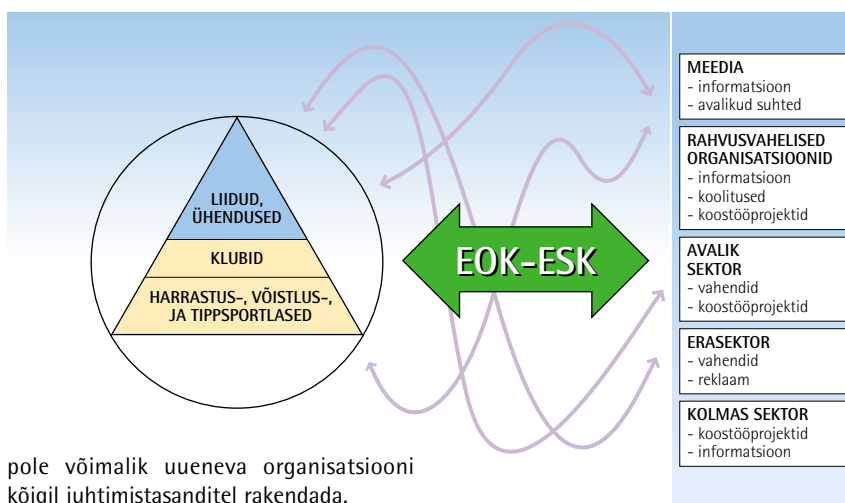 LIIDUD,
ÜHENDUSED
KLUBID
HARRASTUS-, VÕISTLUS-,
JA TIPPSPORTLASED
EOK-ESK
MEEDIA
- informatsioon
- avalikud suhted
RAHVUSVAHELISED
ORGANISATSIOONID
- informatsioon
- koolitused
- koostööprojektid
AVALIK
SEKTOR
- vahendid
- koostööprojektid
ERASEKTOR
- vahendid
- reklaam
KOLMAS SEKTOR
- koostööprojektid
- informatsioon
pole võimalik uueneva organisatsiooni
kõigil juhtimistasanditel rakendada.